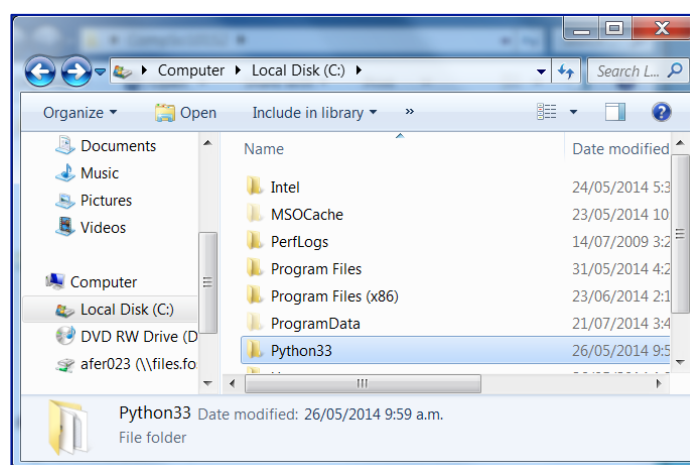 Computer ▸ Local Disk (C:) ▸
Search L...
Organize
Open
Include in library
»
Documents
Music
Pictures
Videos
Computer
Local Disk (C:)
DVD RW Drive (D
afer023 (\\files.fo
Name Date modified
Intel 24/05/2014 5:3
MSOCache 23/05/2014 10
PerfLogs 14/07/2009 3:2
Program Files 31/05/2014 4:2
Program Files (x86) 23/06/2014 2:1
ProgramData 21/07/2014 3:4
Python33 26/05/2014 9:5
Python33 Date modified: 26/05/2014 9:59 a.m.
File folder